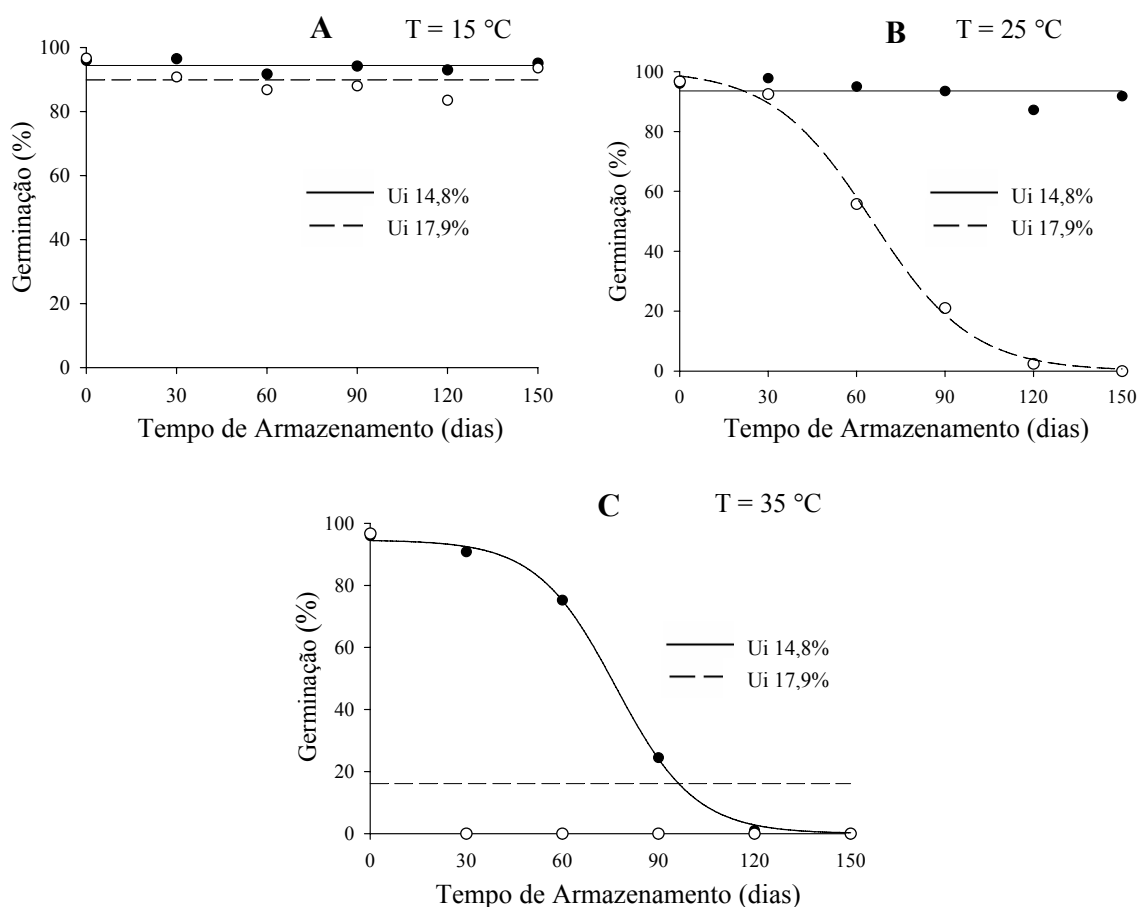 A T = 15 °C
100
80
60
40
20
0
Germinação (%)
Ui 14,8%
Ui 17,9%
0 30 60 90 120 150
Tempo de Armazenamento (dias)
B T = 25 °C
100
80
60
40
20
0
Germinação (%)
Ui 14,8%
Ui 17,9%
0 30 60 90 120 150
Tempo de Armazenamento (dias)
C T = 35 °C
100
80
60
40
20
0
Germinação (%)
Ui 14,8%
Ui 17,9%
0 30 60 90 120 150
Tempo de Armazenamento (dias)